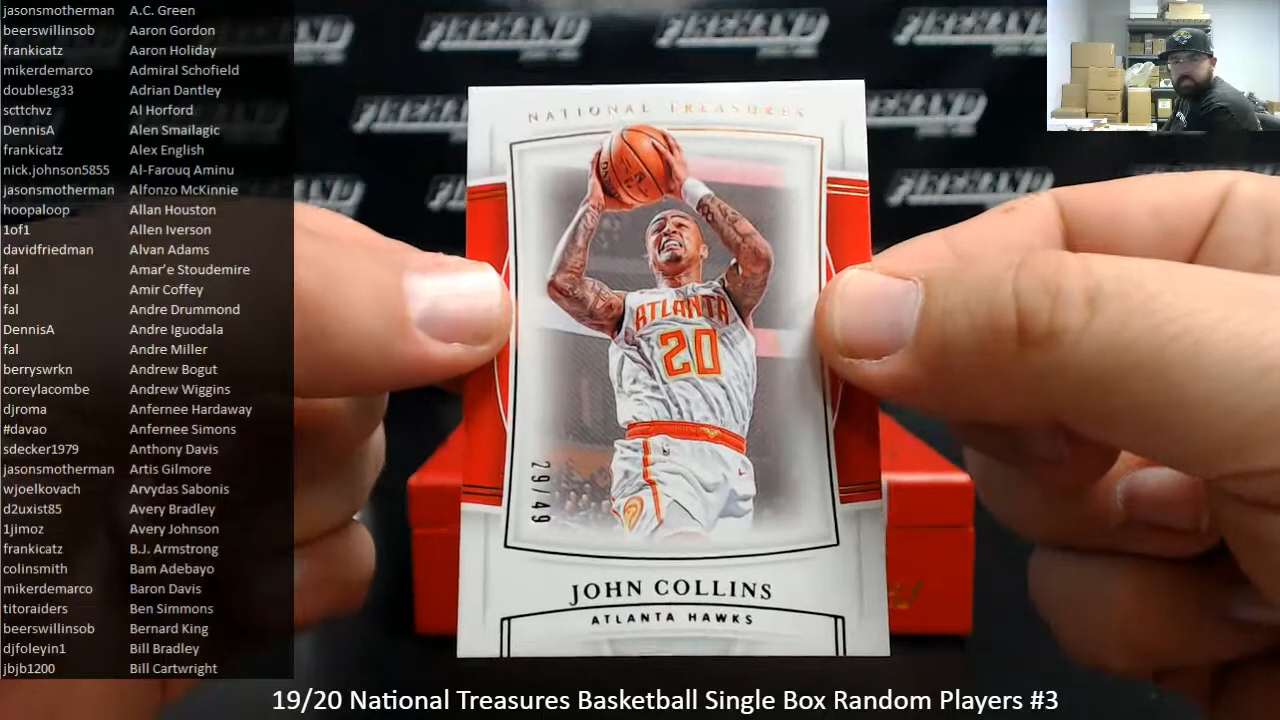 jasonsmotherman A.C. Green
beerswillinsob Aaron Gordon
frankicatz Aaron Holiday
mikerdemarco Admiral Schofield
doublesg33 Adrian Dantley
scttchvz Al Horford
DennisA Alen Smailagic
frankicatz Alex English
nick.johnson5855 Al-Farouq Aminu
jasonsmotherman Alfonzo McKinnie
hoopaloop Allan Houston
1of1 Allen Iverson
davidfriedman Alvan Adams
fal Amar'e Stoudemire
fal Amir Coffey
fal Andre Drummond
DennisA Andre Iguodala
fal Andre Miller
berryswrkn Andrew Bogut
coreylacombe Andrew Wiggins
djroma Anfernee Hardaway
#davao Anfernee Simons
sdecker1979 Anthony Davis
jasonsmotherman Artis Gilmore
wjoelkovach Arvydas Sabonis
d2uxist85 Avery Bradley
1jimoz Avery Johnson
frankicatz B.J. Armstrong
colinsmith Bam Adebayo
mikerdemarco Baron Davis
titoraiders Ben Simmons
beerswillinsob Bernard King
djfoleyin1 Bill Bradley
jbjb1200 Bill Cartwright
FIREHAND
FIREHAND
FIREHAND
FIREHAND
NATIONAL TREASURES
ATLANTA
20
29/49
JOHN COLLINS
ATLANTA HAWKS
19/20 National Treasures Basketball Single Box Random Players #3